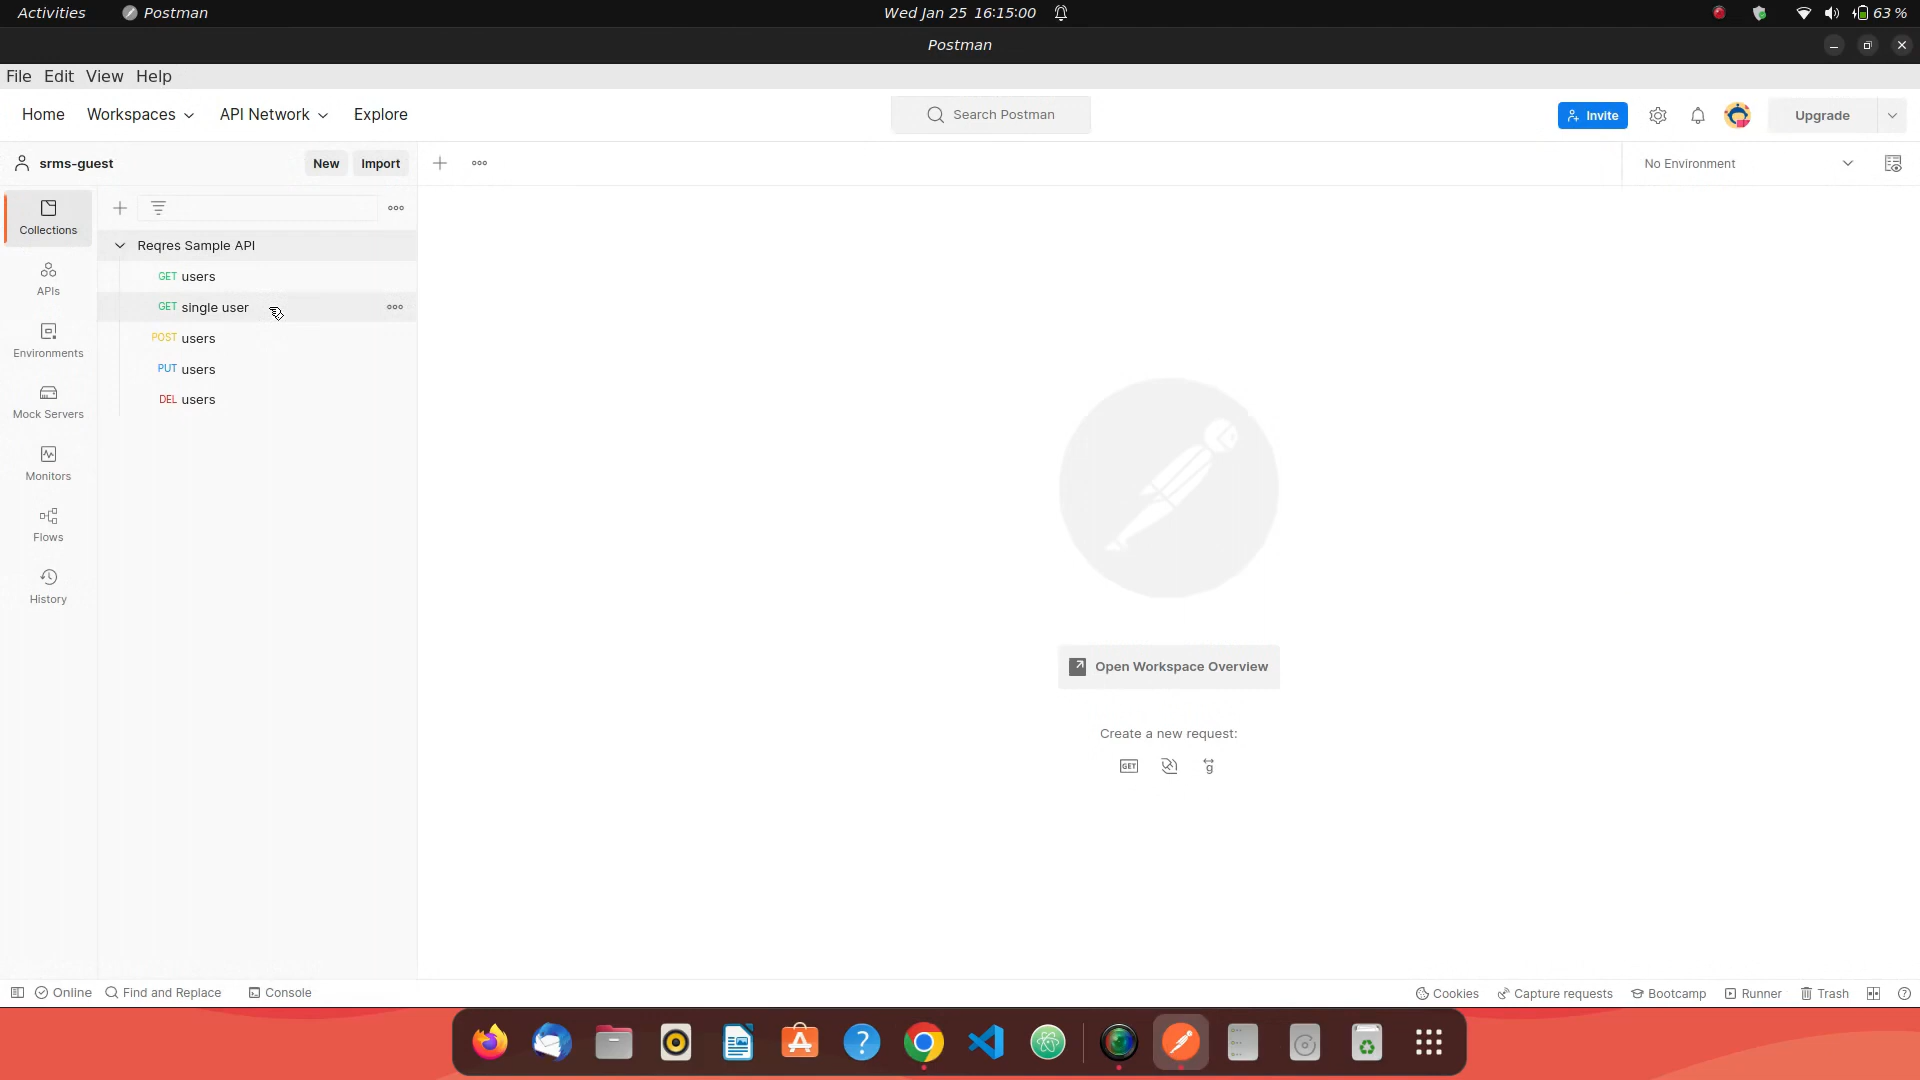 Activities Postman Wed Jan 25 16:15:00 63 %
Postman
File Edit View Help
Home Workspaces API Network Explore Search Postman Invite Upgrade
srms-guest New Import No Environment
Collections
Reqres Sample API
GET users
APIs
GET single user
POST users
Environments
PUT users
DEL users
Mock Servers
Monitors
Flows
History
Open Workspace Overview
Create a new request:
GET
Online Find and Replace Console Cookies Capture requests Bootcamp Runner Trash